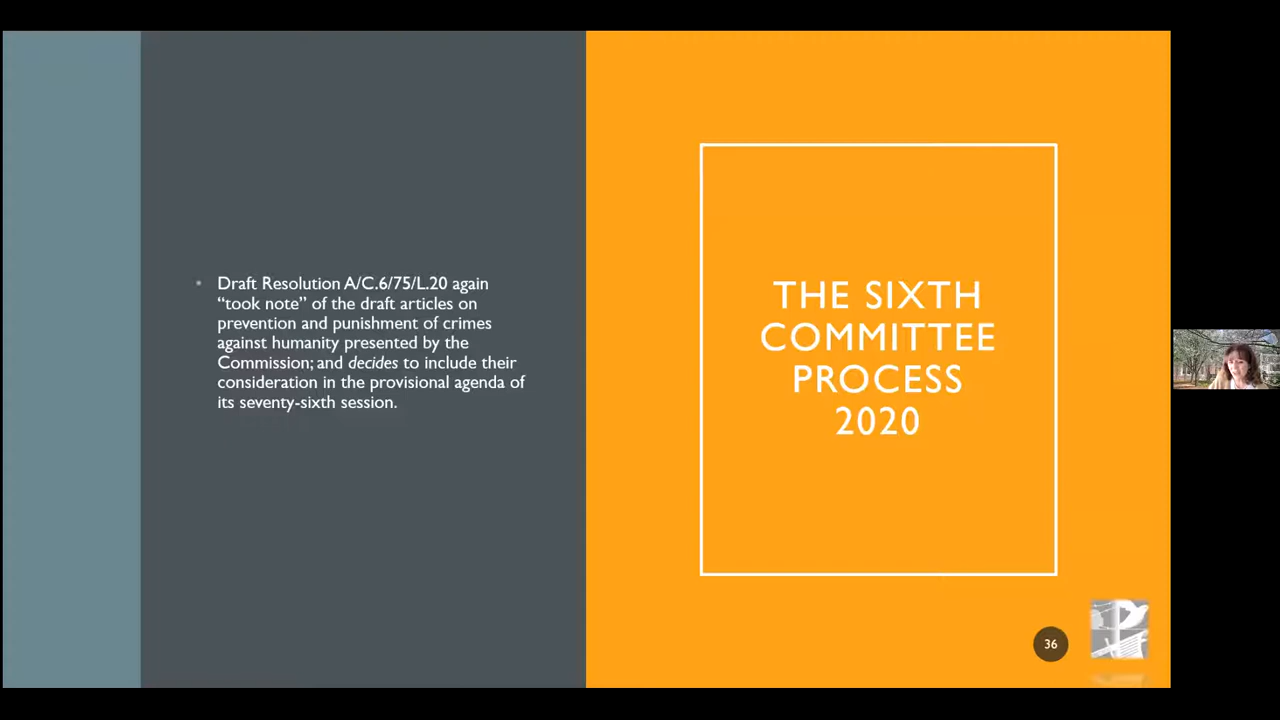 • Draft Resolution A/C.6/75/L.20 again
“took note” of the draft articles on
prevention and punishment of crimes
against humanity presented by the
Commission; and decides to include their
consideration in the provisional agenda of
its seventy-sixth session.
THE SIXTH
COMMITTEE
PROCESS
2020
36